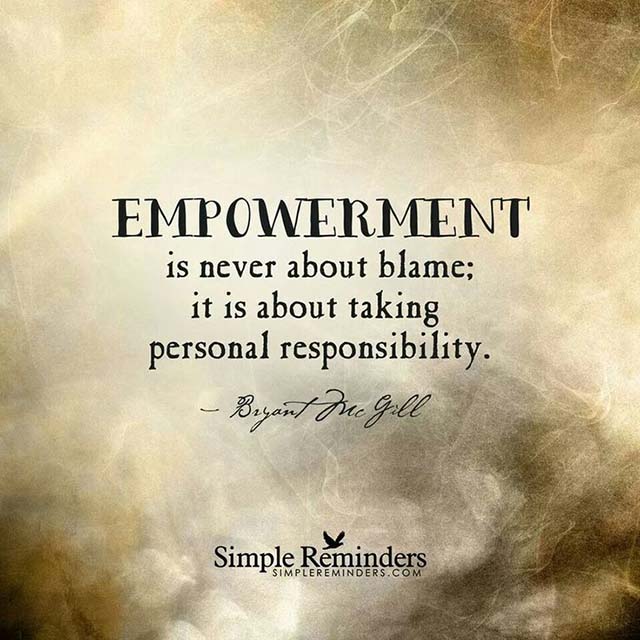 EMPOWERMENT
is never about blame;
it is about taking
personal responsibility.
– Bryant McGill
Simple Reminders
SIMPLEREMINDERS.COM